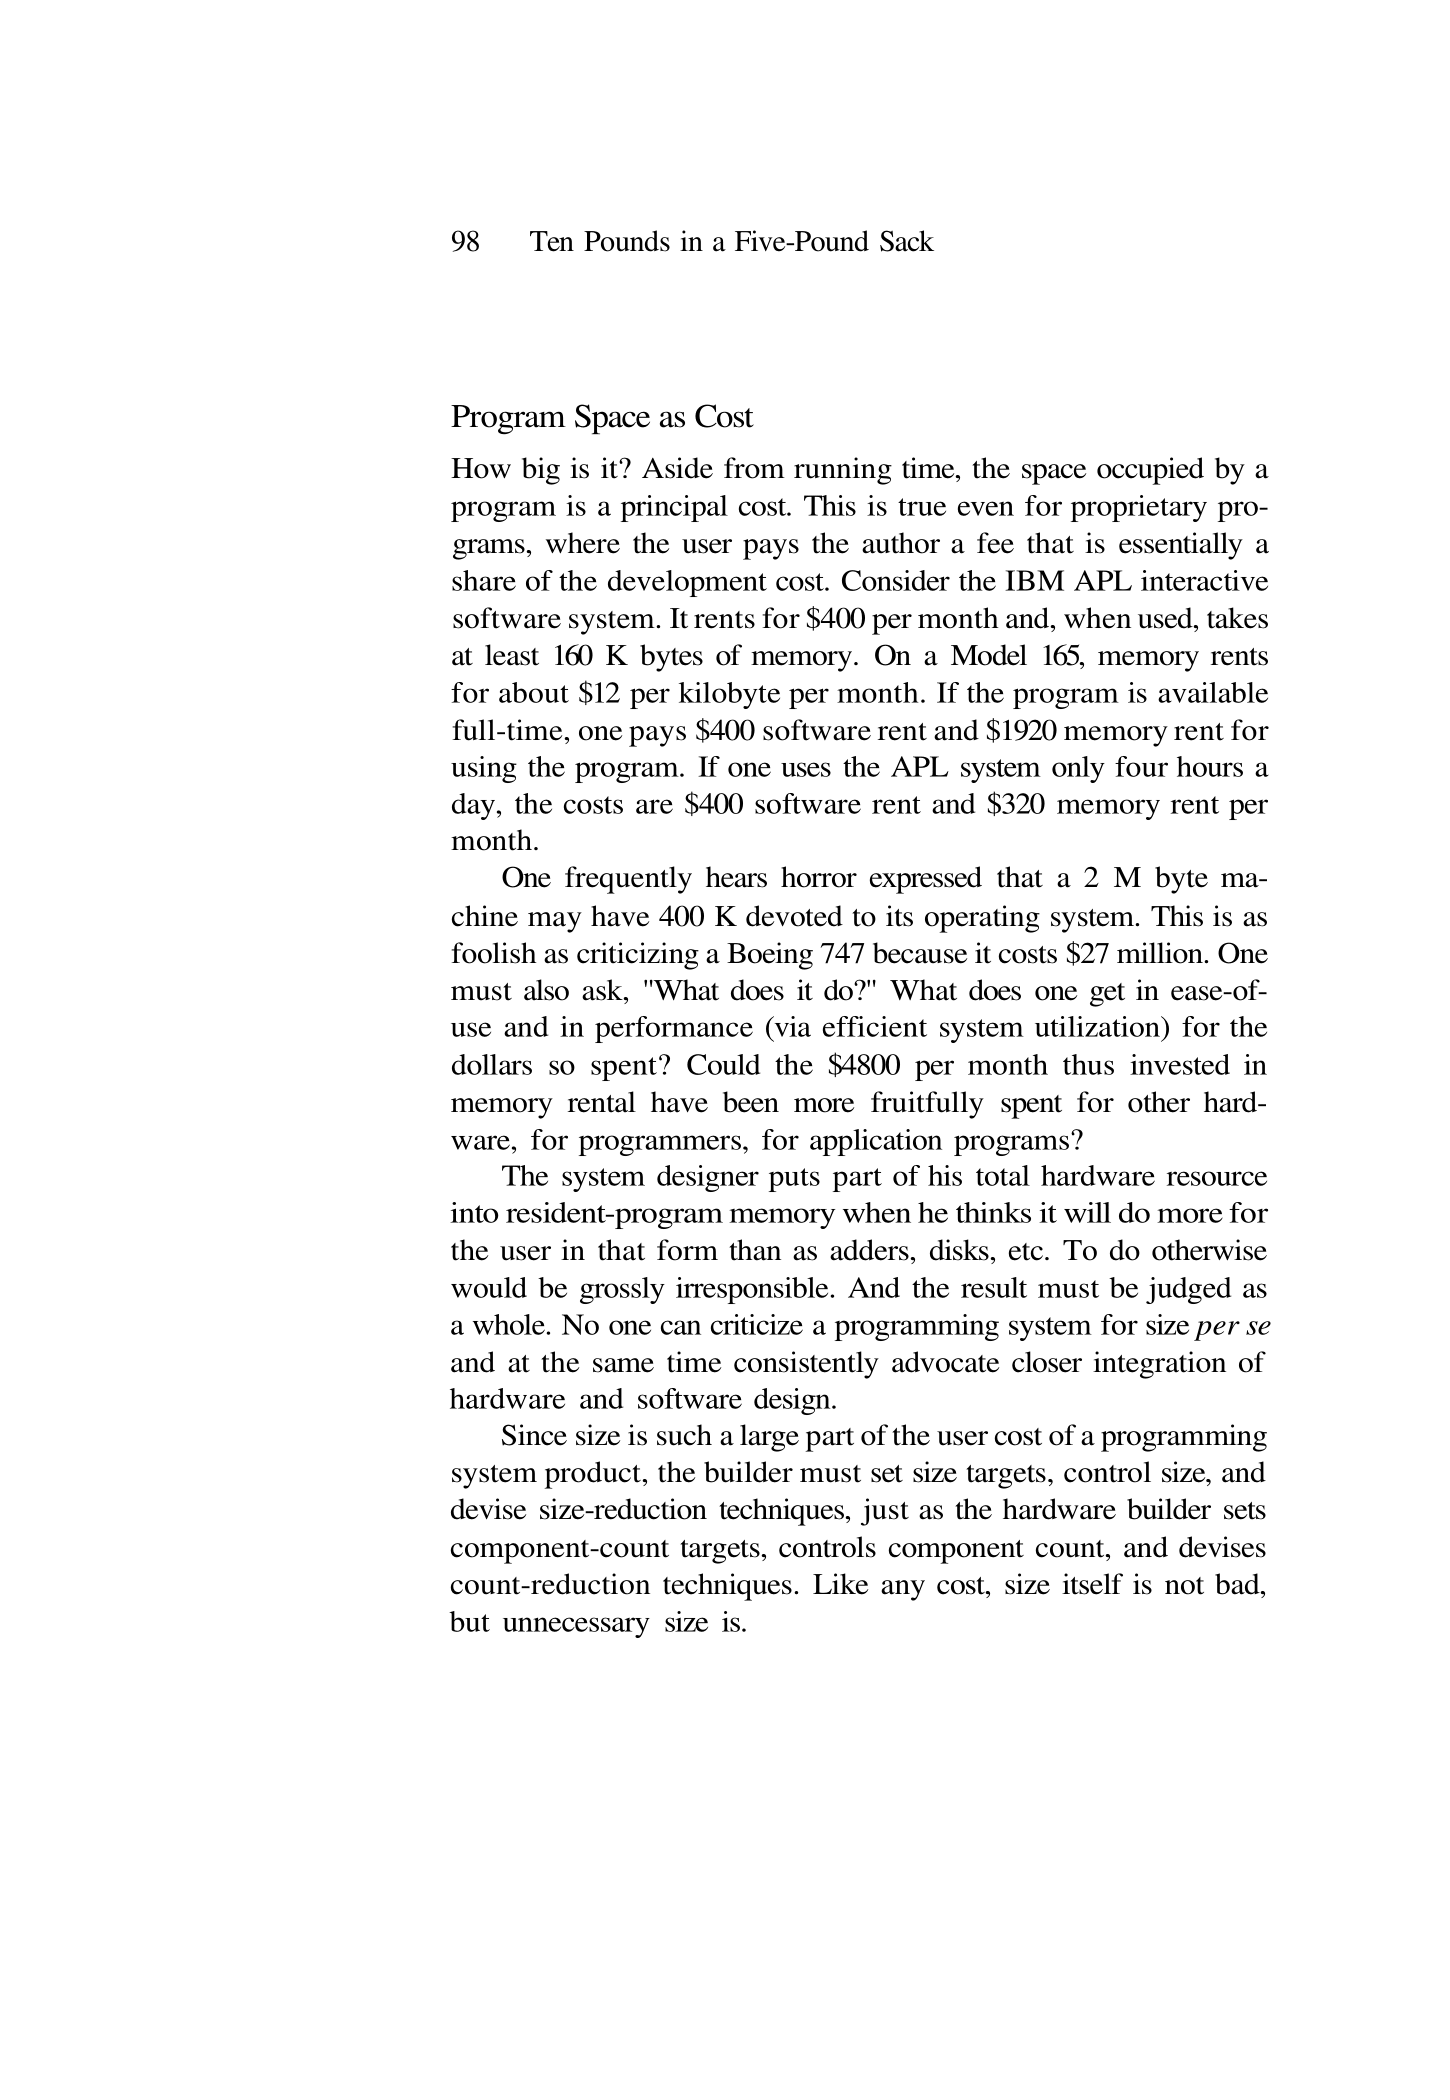 98 Ten Pounds in a Five-Pound Sack
Program Space as Cost
How big is it? Aside from running time, the space occupied by a
program is a principal cost. This is true even for proprietary pro-
grams, where the user pays the author a fee that is essentially a
share of the development cost. Consider the IBM APL interactive
software system. It rents for $400 per month and, when used, takes
at least 160 K bytes of memory. On a Model 165, memory rents
for about $12 per kilobyte per month. If the program is available
full-time, one pays $400 software rent and $1920 memory rent for
using the program. If one uses the APL system only four hours a
day, the costs are $400 software rent and $320 memory rent per
month.
One frequently hears horror expressed that a 2 M byte ma-
chine may have 400 K devoted to its operating system. This is as
foolish as criticizing a Boeing 747 because it costs $27 million. One
must also ask, "What does it do?" What does one get in ease-of-
use and in performance (via efficient system utilization) for the
dollars so spent? Could the $4800 per month thus invested in
memory rental have been more fruitfully spent for other hard-
ware, for programmers, for application programs?
The system designer puts part of his total hardware resource
into resident-program memory when he thinks it will do more for
the user in that form than as adders, disks, etc. To do otherwise
would be grossly irresponsible. And the result must be judged as
a whole. No one can criticize a programming system for size per se
and at the same time consistently advocate closer integration of
hardware and software design.
Since size is such a large part of the user cost of a programming
system product, the builder must set size targets, control size, and
devise size-reduction techniques, just as the hardware builder sets
component-count targets, controls component count, and devises
count-reduction techniques. Like any cost, size itself is not bad,
but unnecessary size is.